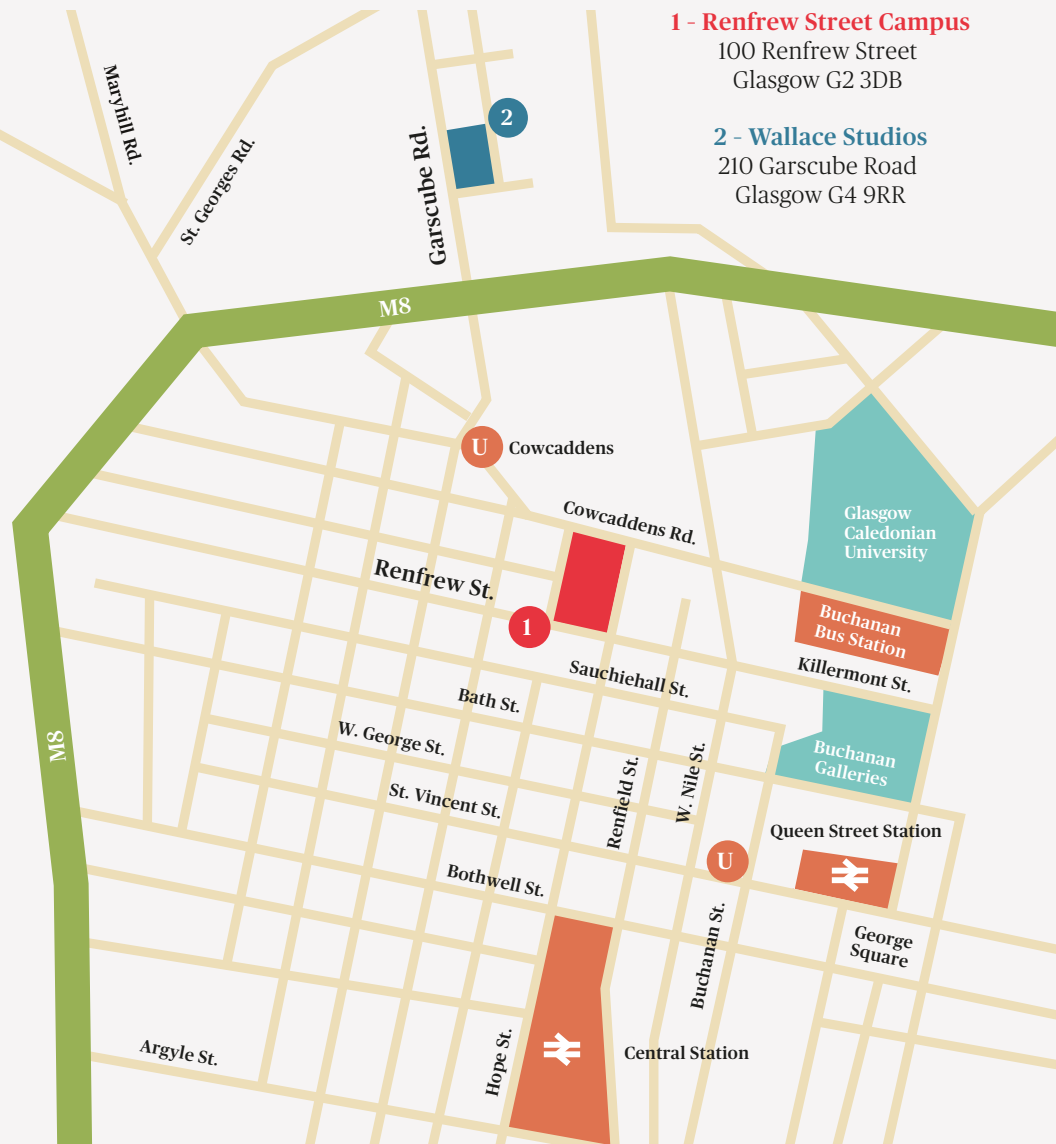 1 - Renfrew Street Campus
100 Renfrew Street
Glasgow G2 3DB
2 - Wallace Studios
210 Garscube Road
Glasgow G4 9RR
Maryhill Rd.
St. Georges Rd.
Garscube Rd.
2
M8
U
Cowcaddens
Cowcaddens Rd.
Glasgow
Caledonian
University
Renfrew St.
1
Buchanan
Bus Station
Killermont St.
Sauchiehall St.
Bath St.
W. George St.
M8
Buchanan
Galleries
St. Vincent St.
Renfield St.
W. Nile St.
Queen Street Station
U
Bothwell St.
Buchanan St.
George
Square
Hope St.
Central Station
Argyle St.